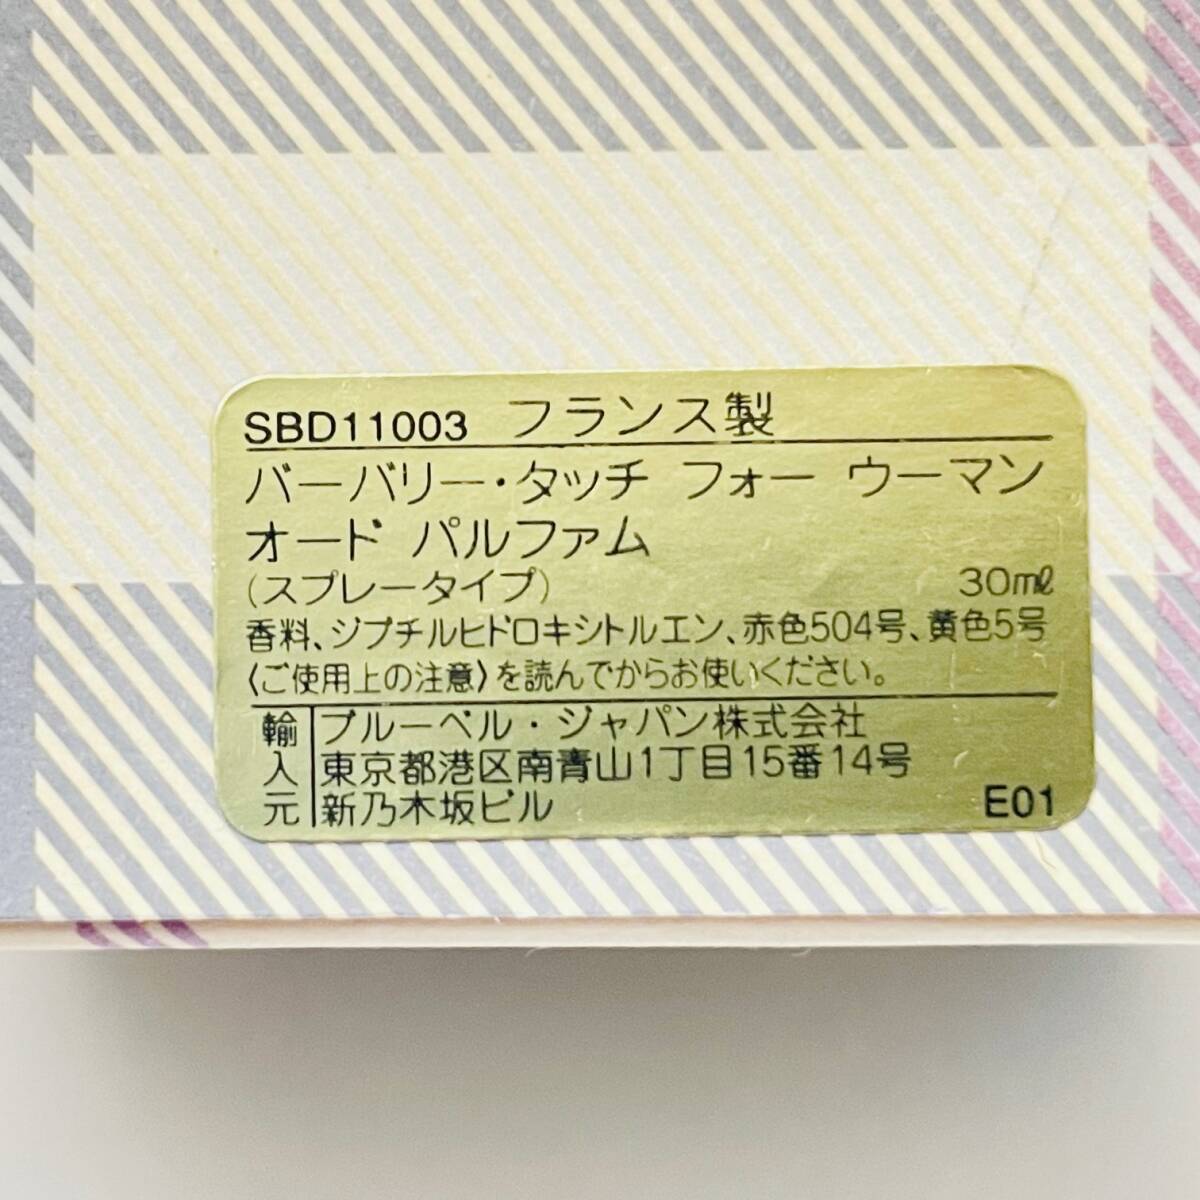 SBD11003 フランス製
バーバリー・タッチ フォー ウーマン
オード パルファム
(スプレータイプ) 30mℓ
香料、ジブチルヒドロキシトルエン、赤色504号、黄色5号
〈ご使用上の注意〉を読んでからお使いください。
輸入元 ブルーベル・ジャパン株式会社
東京都港区南青山1丁目15番14号
新乃木坂ビル E01